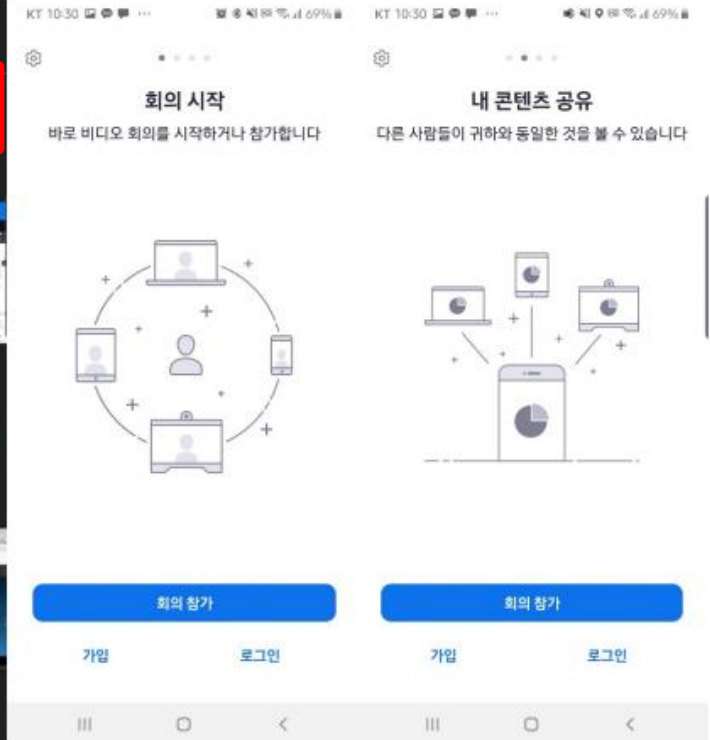 KT 10:30 ... 69%
회의 시작
바로 비디오 회의를 시작하거나 참가합니다
회의 참가
가입 로그인
KT 10:30 ... 69%
내 콘텐츠 공유
다른 사람들이 귀하와 동일한 것을 볼 수 있습니다
회의 참가
가입 로그인